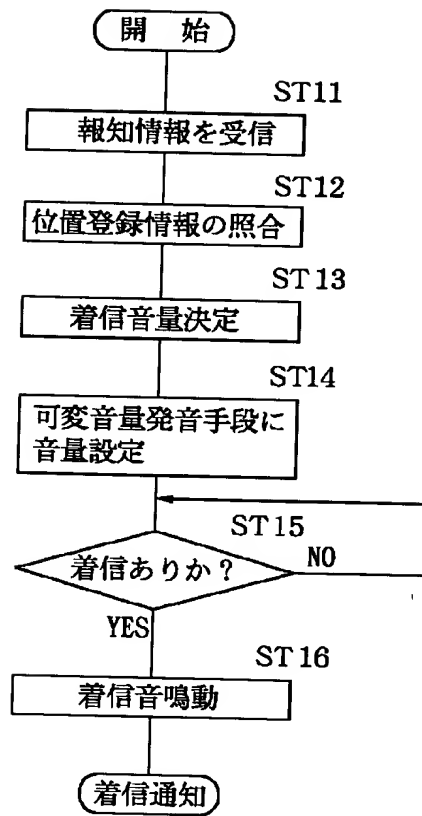 開 始
ST11
報知情報を受信
ST12
位置登録情報の照合
ST13
着信音量決定
ST14
可変音量発音手段に
音量設定
ST15
着信ありか？
NO
YES
ST16
着信音鳴動
着信通知